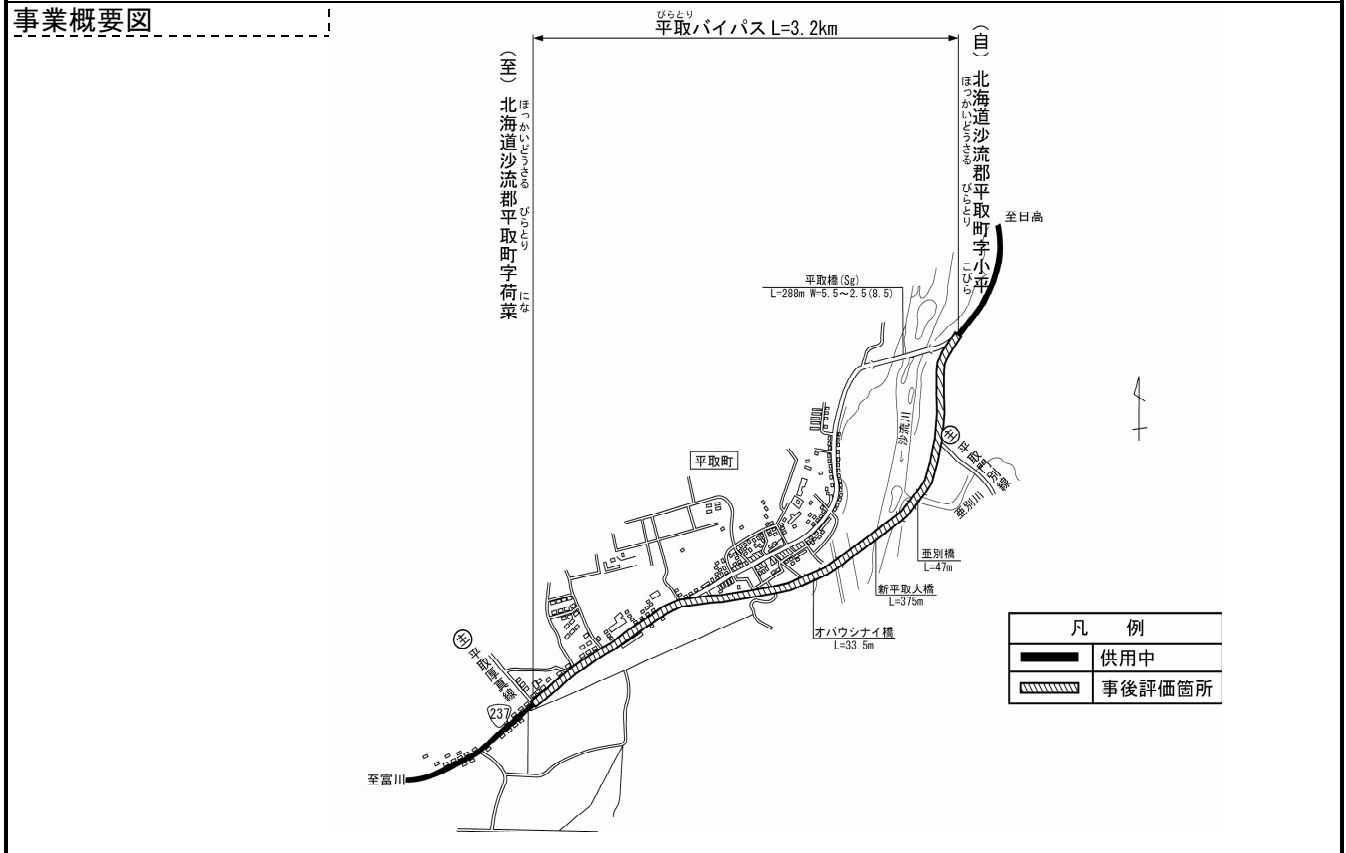 事業概要図
びらとり
平取バイパス L=3.2km
(至) 北海道沙流郡平取町字荷菜
ほっかいどうさる びらとり にな
(自) 北海道沙流郡平取町字小平
ほっかいどうさる びらとり こびら
至日高
平取橋(Sg)
L=288m W=5.5～2.5(8.5)
沙流川
主 平取門別線
亜別川
平取町
亜別橋
L=47m
新平取大橋
L=375m
オバウシナイ橋
L=33.5m
主 平取厚真線
237
至富川
凡 例
供用中
事後評価箇所